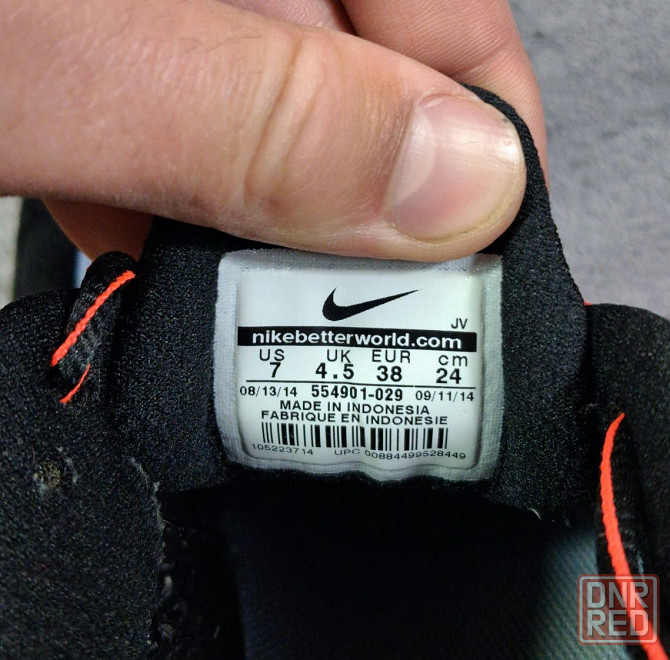 JV
nikebetterworld.com
US UK EUR cm
7 4.5 38 24
08/13/14 554901-029 09/11/14
MADE IN INDONESIA
FABRIQUE EN INDONESIE
105223714 UPC 00884499528449
DNR
RED